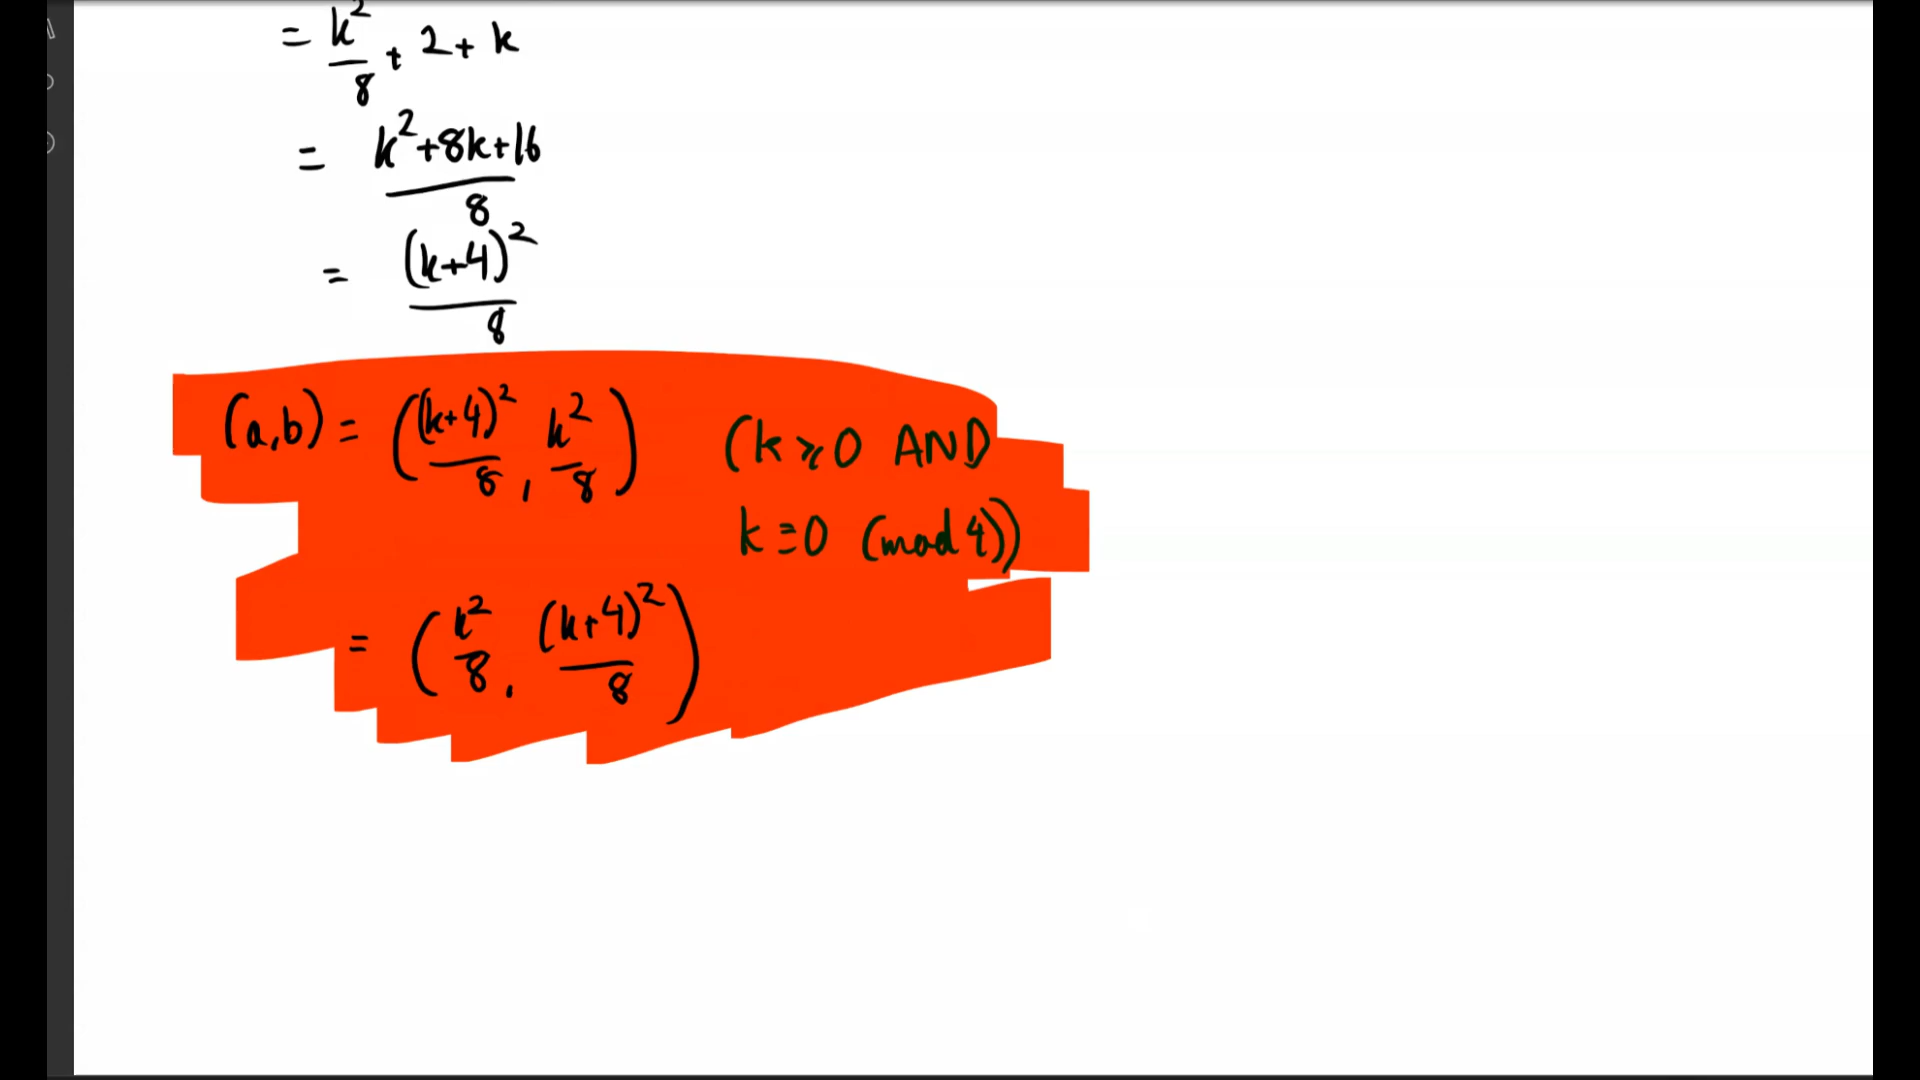 = k²/8 + 2 + k
= k²+8k+16/8
= (k+4)²/8
(a,b) = ((k+4)²/8, k²/8) (k ⩾ 0 AND
k ≡ 0 (mod 4))
= (k²/8, (k+4)²/8)